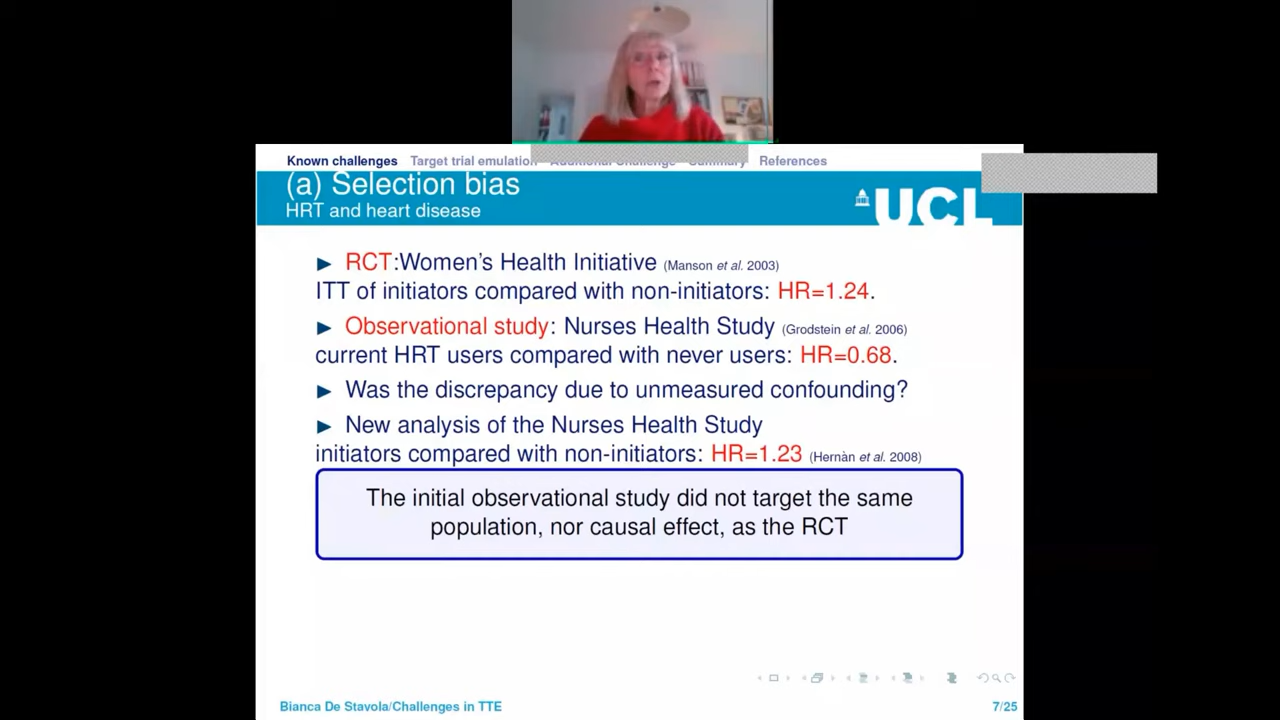 Known challenges Target trial emulation Additional Challenge Summary References
(a) Selection bias
HRT and heart disease
UCL
► RCT:Women's Health Initiative (Manson et al. 2003)
ITT of initiators compared with non-initiators: HR=1.24.
► Observational study: Nurses Health Study (Grodstein et al. 2006)
current HRT users compared with never users: HR=0.68.
► Was the discrepancy due to unmeasured confounding?
► New analysis of the Nurses Health Study
initiators compared with non-initiators: HR=1.23 (Hernàn et al. 2008)
The initial observational study did not target the same
population, nor causal effect, as the RCT
Bianca De Stavola/Challenges in TTE 7/25